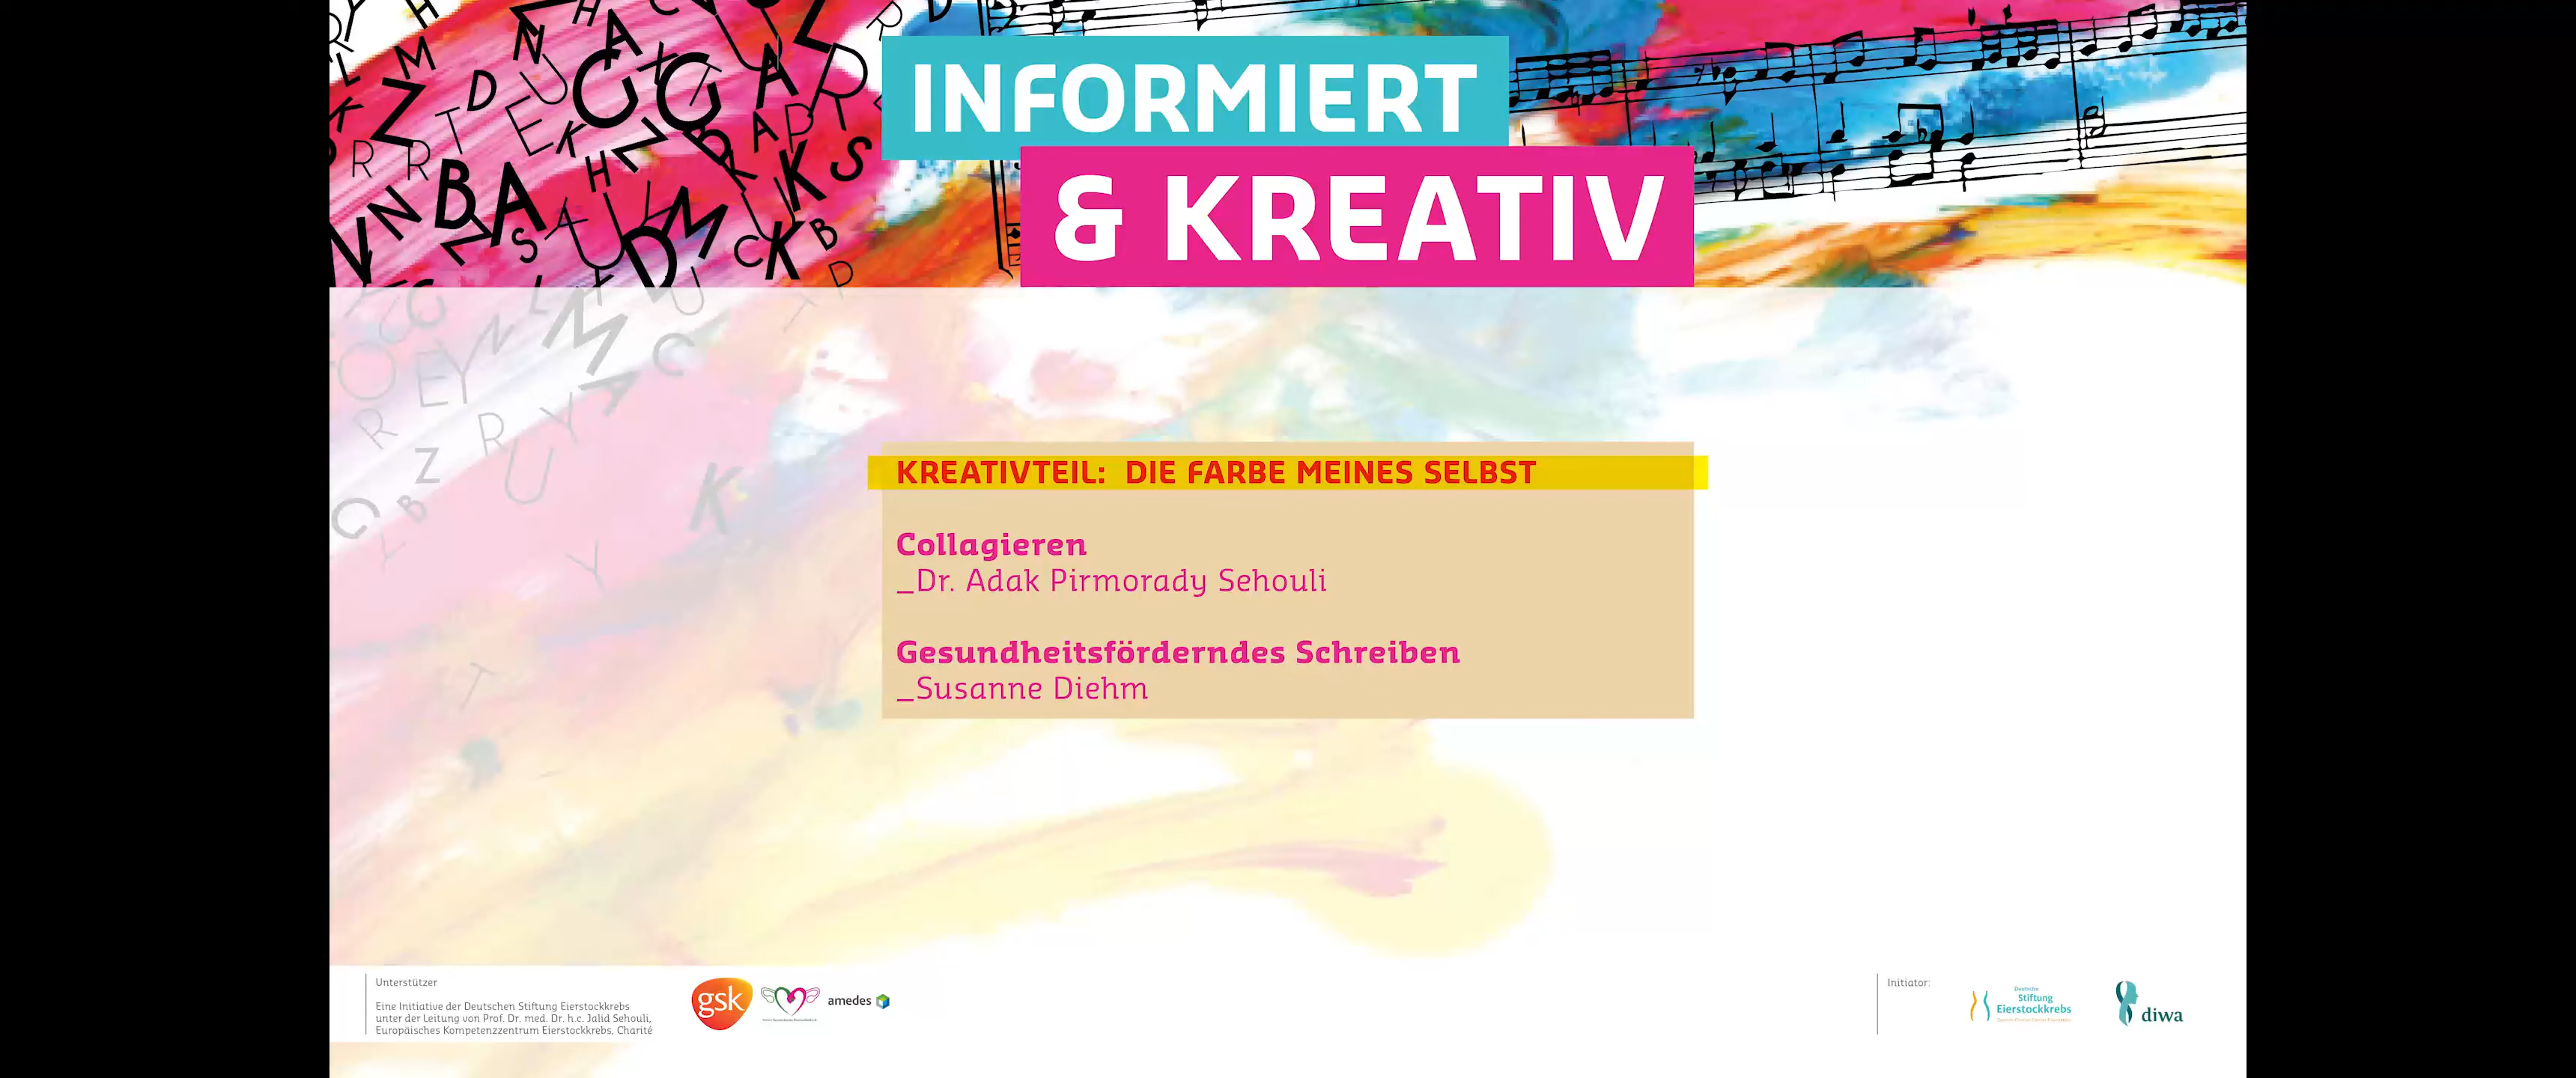 INFORMIERT
& KREATIV
KREATIVTEIL: DIE FARBE MEINES SELBST
Collagieren
_Dr. Adak Pirmorady Sehouli
Gesundheitsförderndes Schreiben
_Susanne Diehm
Unterstützer
Eine Initiative der Deutschen Stiftung Eierstockkrebs
unter der Leitung von Prof. Dr. med. Dr. h.c. Jalid Sehouli,
Europäisches Kompetenzzentrum Eierstockkrebs, Charité
gsk
amedes
Initiator:
Deutsche
Stiftung
Eierstockkrebs
diwa